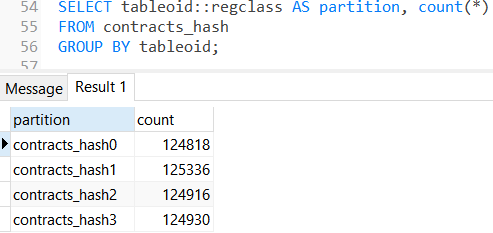 54 SELECT tableoid::regclass AS partition, count(*)
55 FROM contracts_hash
56 GROUP BY tableoid;
57
Message Result 1
partition count
contracts_hash0 124818
contracts_hash1 125336
contracts_hash2 124916
contracts_hash3 124930